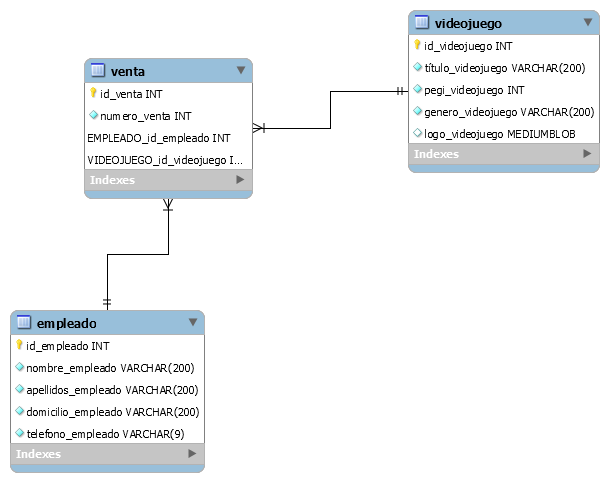 videojuego
id_videojuego INT
título_videojuego VARCHAR(200)
pegi_videojuego INT
genero_videojuego VARCHAR(200)
logo_videojuego MEDIUMBLOB
Indexes
venta
id_venta INT
numero_venta INT
EMPLEADO_id_empleado INT
VIDEOJUEGO_id_videojuego I...
Indexes
empleado
id_empleado INT
nombre_empleado VARCHAR(200)
apellidos_empleado VARCHAR(200)
domicilio_empleado VARCHAR(200)
telefono_empleado VARCHAR(9)
Indexes